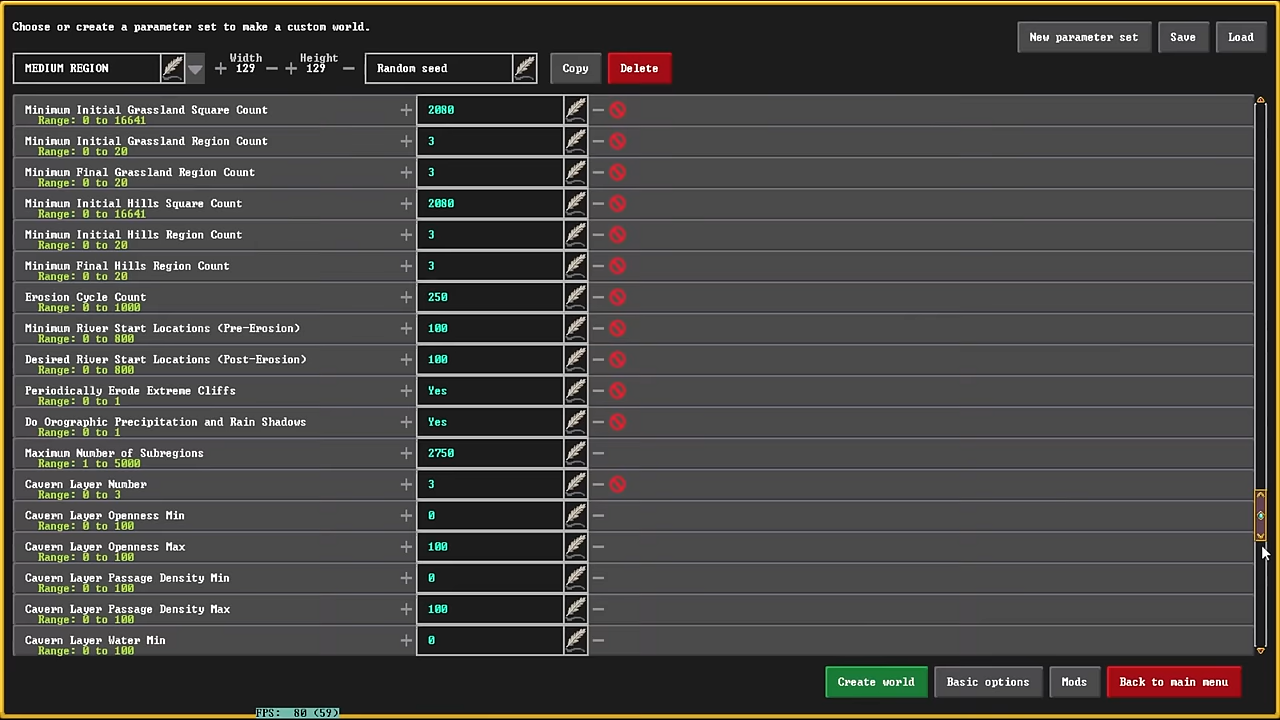 Choose or create a parameter set to make a custom world.
New parameter set Save Load
MEDIUM REGION Width 129 Height 129 Random seed Copy Delete
Minimum Initial Grassland Square Count 2080
Range: 0 to 16641
Minimum Initial Grassland Region Count 3
Range: 0 to 20
Minimum Final Grassland Region Count 3
Range: 0 to 20
Minimum Initial Hills Square Count 2080
Range: 0 to 16641
Minimum Initial Hills Region Count 3
Range: 0 to 20
Minimum Final Hills Region Count 3
Range: 0 to 20
Erosion Cycle Count 250
Range: 0 to 1000
Minimum River Start Locations (Pre-Erosion) 100
Range: 0 to 800
Desired River Start Locations (Post-Erosion) 100
Range: 0 to 800
Periodically Erode Extreme Cliffs Yes
Range: 0 to 1
Do Orographic Precipitation and Rain Shadows Yes
Range: 0 to 1
Maximum Number of Subregions 2750
Range: 1 to 5000
Cavern Layer Number 3
Range: 0 to 3
Cavern Layer Openness Min 0
Range: 0 to 100
Cavern Layer Openness Max 100
Range: 0 to 100
Cavern Layer Passage Density Min 0
Range: 0 to 100
Cavern Layer Passage Density Max 100
Range: 0 to 100
Cavern Layer Water Min 0
Range: 0 to 100
Create world Basic options Mods Back to main menu
FPS: 80 (59)